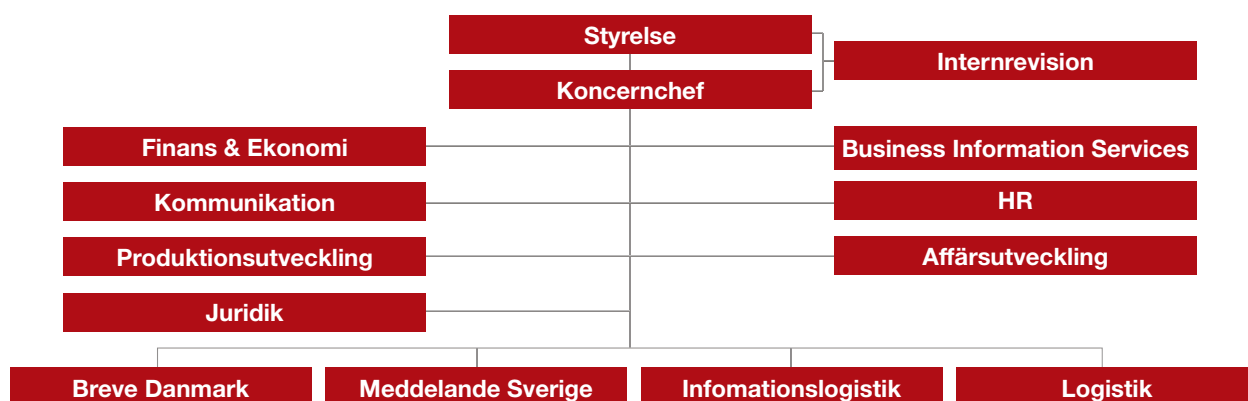 Styrelse
Internrevision
Koncernchef
Finans & Ekonomi
Business Information Services
Kommunikation
HR
Produktionsutveckling
Affärsutveckling
Juridik
Breve Danmark
Meddelande Sverige
Infomationslogistik
Logistik